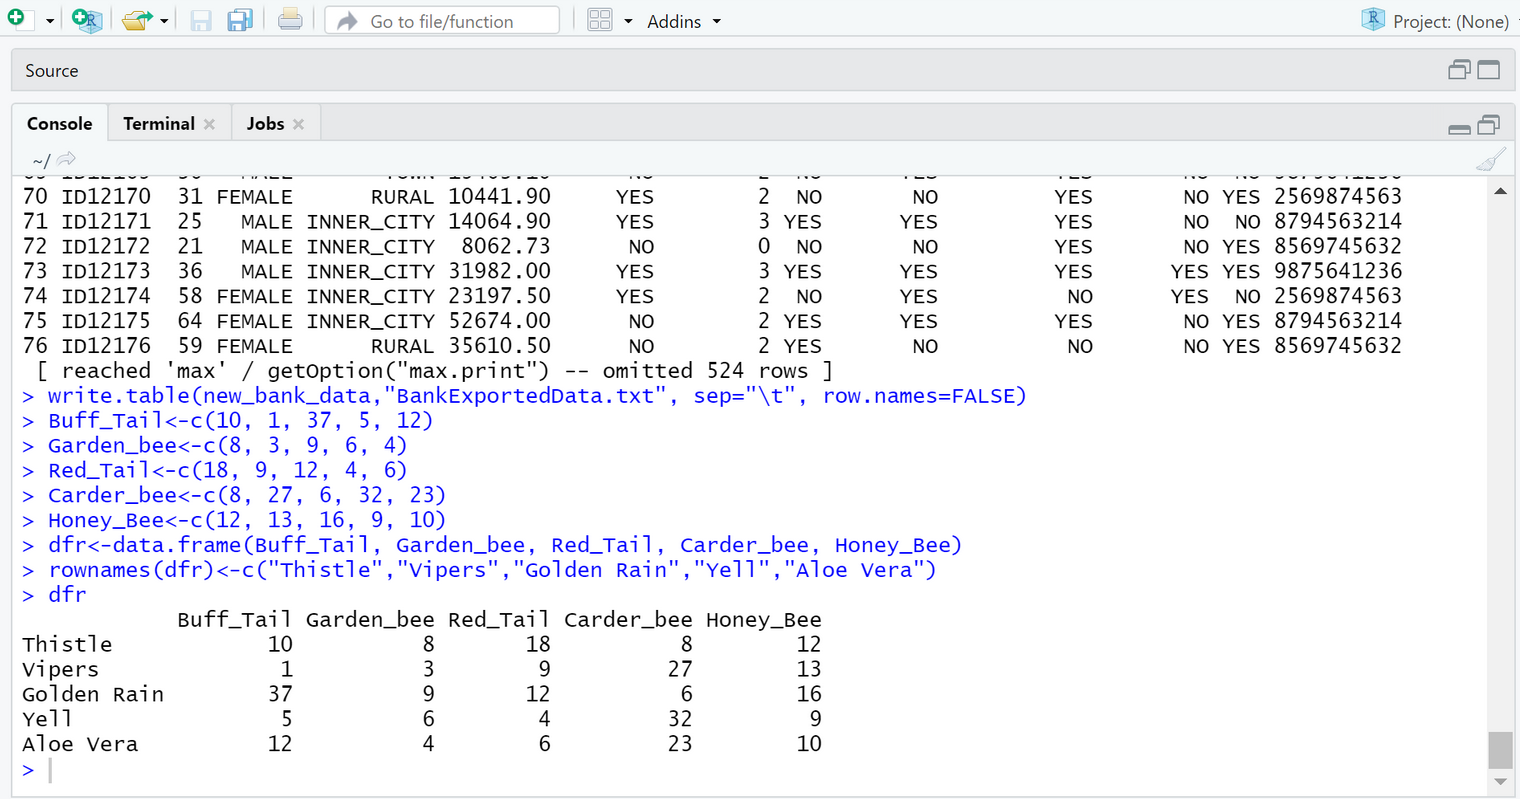 Go to file/function
Addins
Project: (None)
Source
Console Terminal Jobs
~/
70 ID12170 31 FEMALE RURAL 10441.90 YES 2 NO NO YES NO YES 2569874563
71 ID12171 25 MALE INNER_CITY 14064.90 YES 3 YES YES YES NO NO 8794563214
72 ID12172 21 MALE INNER_CITY 8062.73 NO 0 NO NO YES NO YES 8569745632
73 ID12173 36 MALE INNER_CITY 31982.00 YES 3 YES YES YES YES YES 9875641236
74 ID12174 58 FEMALE INNER_CITY 23197.50 YES 2 NO YES NO YES NO 2569874563
75 ID12175 64 FEMALE INNER_CITY 52674.00 NO 2 YES YES YES NO YES 8794563214
76 ID12176 59 FEMALE RURAL 35610.50 NO 2 YES NO NO NO YES 8569745632
[ reached 'max' / getOption("max.print") -- omitted 524 rows ]
> write.table(new_bank_data,"BankExportedData.txt", sep="\t", row.names=FALSE)
> Buff_Tail<-c(10, 1, 37, 5, 12)
> Garden_bee<-c(8, 3, 9, 6, 4)
> Red_Tail<-c(18, 9, 12, 4, 6)
> Carder_bee<-c(8, 27, 6, 32, 23)
> Honey_Bee<-c(12, 13, 16, 9, 10)
> dfr<-data.frame(Buff_Tail, Garden_bee, Red_Tail, Carder_bee, Honey_Bee)
> rownames(dfr)<-c("Thistle","Vipers","Golden Rain","Yell","Aloe Vera")
> dfr
Buff_Tail Garden_bee Red_Tail Carder_bee Honey_Bee
Thistle 10 8 18 8 12
Vipers 1 3 9 27 13
Golden Rain 37 9 12 6 16
Yell 5 6 4 32 9
Aloe Vera 12 4 6 23 10
>